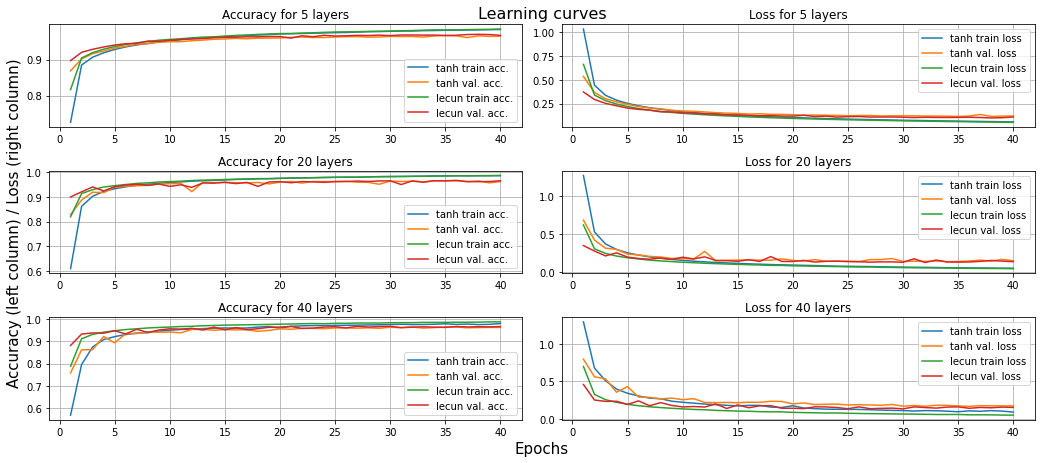 Learning curves
Accuracy (left column) / Loss (right column)
Accuracy for 5 layers
0.9
0.8
0 5 10 15 20 25 30 35 40
tanh train acc.
tanh val. acc.
lecun train acc.
lecun val. acc.
Loss for 5 layers
1.00
0.75
0.50
0.25
0 5 10 15 20 25 30 35 40
tanh train loss
tanh val. loss
lecun train loss
lecun val. loss
Accuracy for 20 layers
1.0
0.9
0.8
0.7
0.6
0 5 10 15 20 25 30 35 40
tanh train acc.
tanh val. acc.
lecun train acc.
lecun val. acc.
Loss for 20 layers
1.0
0.5
0.0
0 5 10 15 20 25 30 35 40
tanh train loss
tanh val. loss
lecun train loss
lecun val. loss
Accuracy for 40 layers
1.0
0.9
0.8
0.7
0.6
0 5 10 15 20 25 30 35 40
tanh train acc.
tanh val. acc.
lecun train acc.
lecun val. acc.
Loss for 40 layers
1.0
0.5
0.0
0 5 10 15 20 25 30 35 40
tanh train loss
tanh val. loss
lecun train loss
lecun val. loss
Epochs